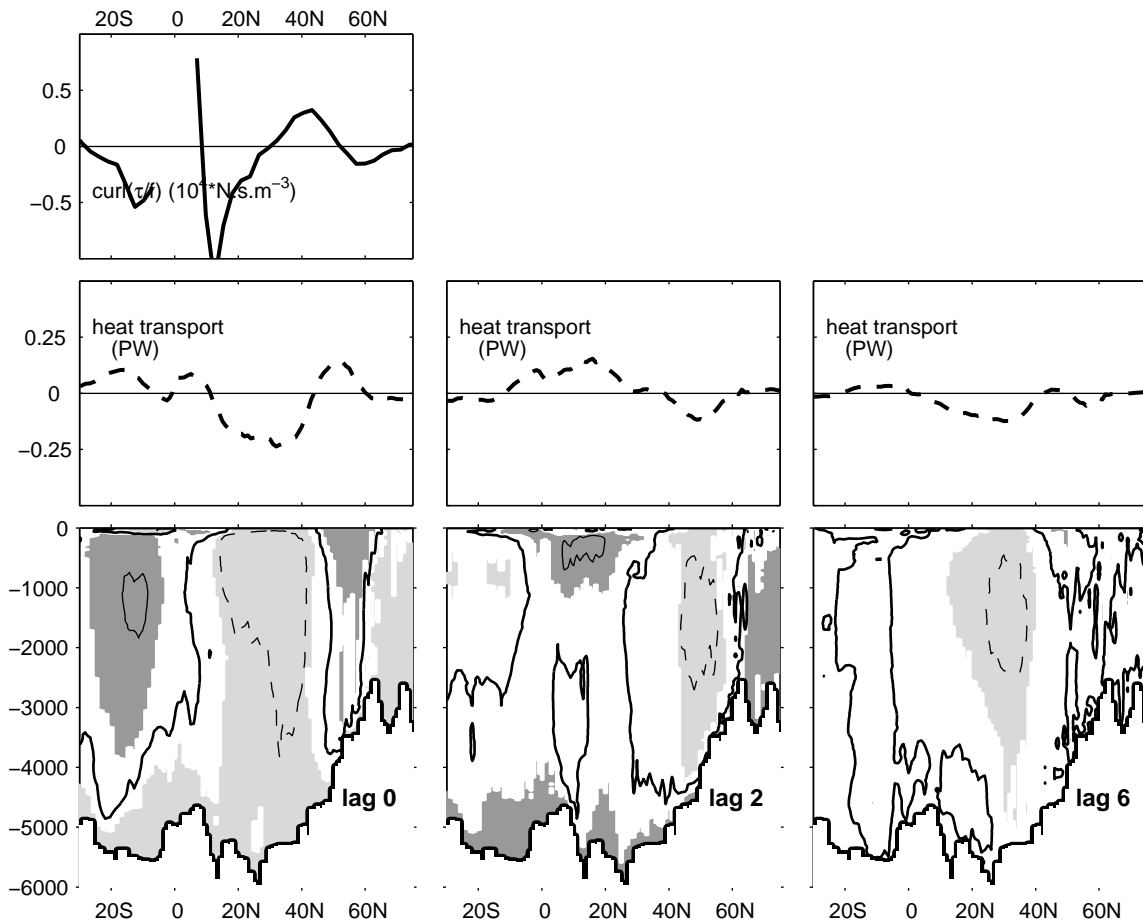 20S 0 20N 40N 60N
0.5
0
−0.5
curl(τ/f) (10⁻*N.s.m⁻³)
heat transport
(PW)
heat transport
(PW)
heat transport
(PW)
0.25
0
−0.25
0
−1000
−2000
−3000
−4000
−5000
−6000
lag 0
lag 2
lag 6
20S 0 20N 40N 60N
20S 0 20N 40N 60N
20S 0 20N 40N 60N